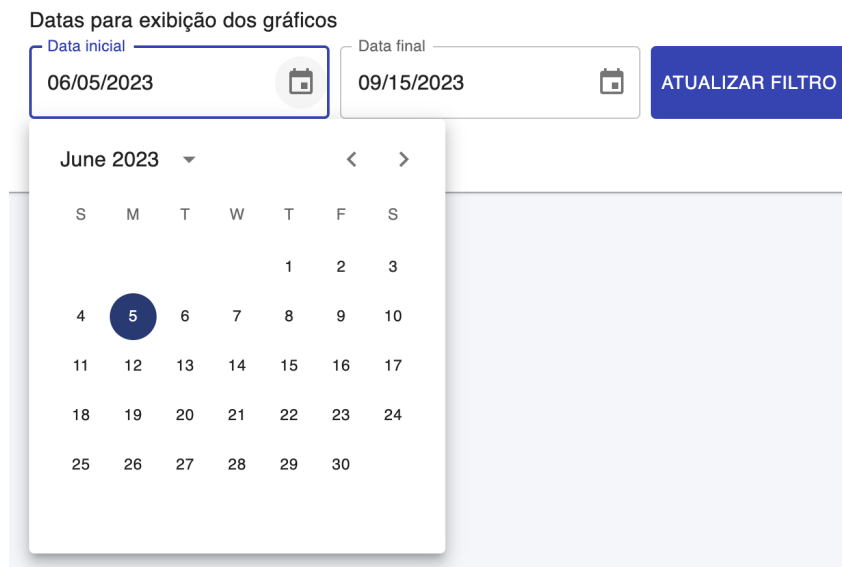 Datas para exibição dos gráficos
Data inicial
06/05/2023
Data final
09/15/2023
ATUALIZAR FILTRO
June 2023
S M T W T F S
1 2 3
4 5 6 7 8 9 10
11 12 13 14 15 16 17
18 19 20 21 22 23 24
25 26 27 28 29 30